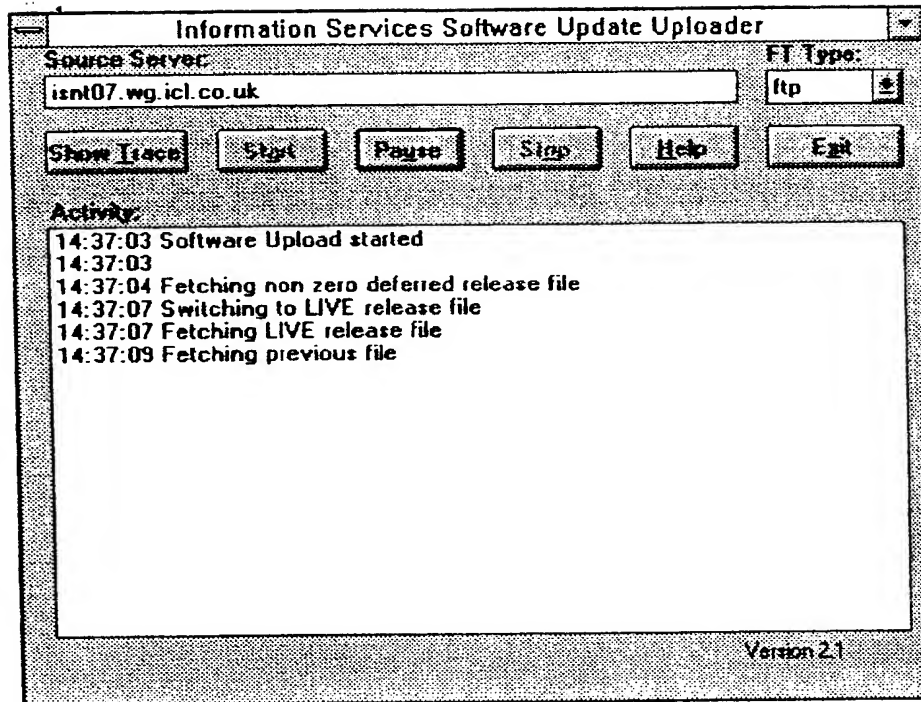 Information Services Software Update Uploader
Source Server: FT Type:
isnt07.wg.icl.co.uk ftp
Show Trace Start Pause Stop Help Exit
Activity:
14:37:03 Software Upload started
14:37:03
14:37:04 Fetching non zero deferred release file
14:37:07 Switching to LIVE release file
14:37:07 Fetching LIVE release file
14:37:09 Fetching previous file
Version 2.1